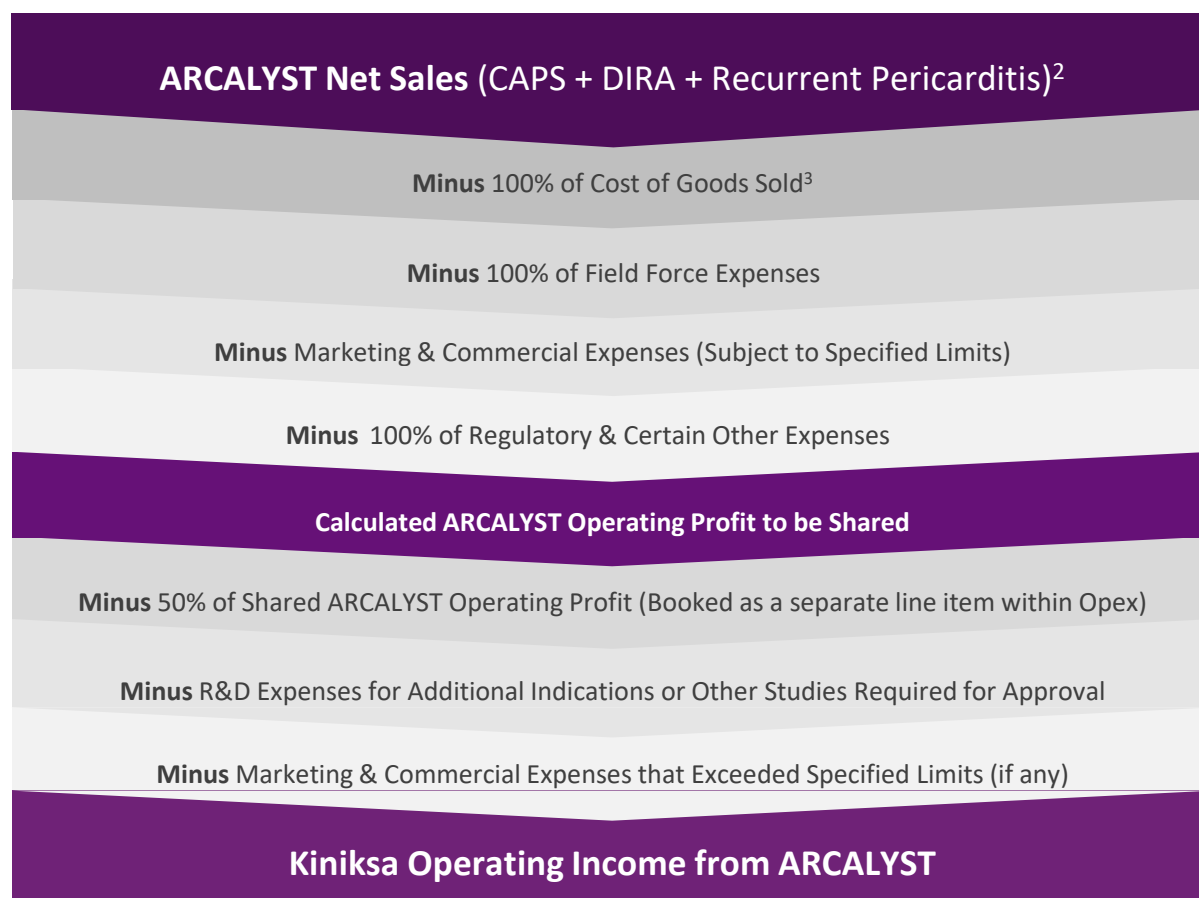 ARCALYST Net Sales (CAPS + DIRA + Recurrent Pericarditis)²
Minus 100% of Cost of Goods Sold³
Minus 100% of Field Force Expenses
Minus Marketing & Commercial Expenses (Subject to Specified Limits)
Minus 100% of Regulatory & Certain Other Expenses
Calculated ARCALYST Operating Profit to be Shared
Minus 50% of Shared ARCALYST Operating Profit (Booked as a separate line item within Opex)
Minus R&D Expenses for Additional Indications or Other Studies Required for Approval
Minus Marketing & Commercial Expenses that Exceeded Specified Limits (if any)
Kiniksa Operating Income from ARCALYST